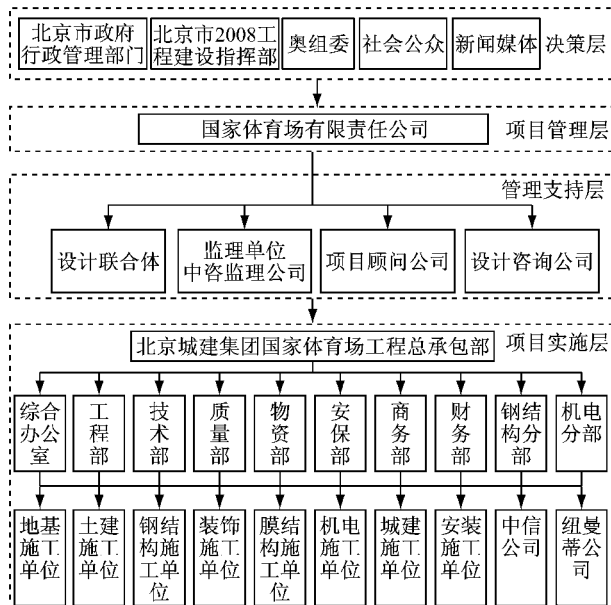 北京市政府
行政管理部门
北京市2008工
程建设指挥部
奥组委
社会公众
新闻媒体
决策层
国家体育场有限责任公司
项目管理层
管理支持层
设计联合体
监理单位
中咨监理公司
项目顾问公司
设计咨询公司
北京城建集团国家体育场工程总承包部
项目实施层
综合
办公
室
工
程
部
技
术
部
质
量
部
物
资
部
安
保
部
商
务
部
财
务
部
钢结
构分
部
机电
分部
地基
施工
单位
土建
施工
单位
钢结
构施
工单
位
装饰
施工
单位
膜结
构施
工单
位
机电
施工
单位
城建
施工
单位
安装
施工
单位
中信
公司
纽曼
蒂公
司